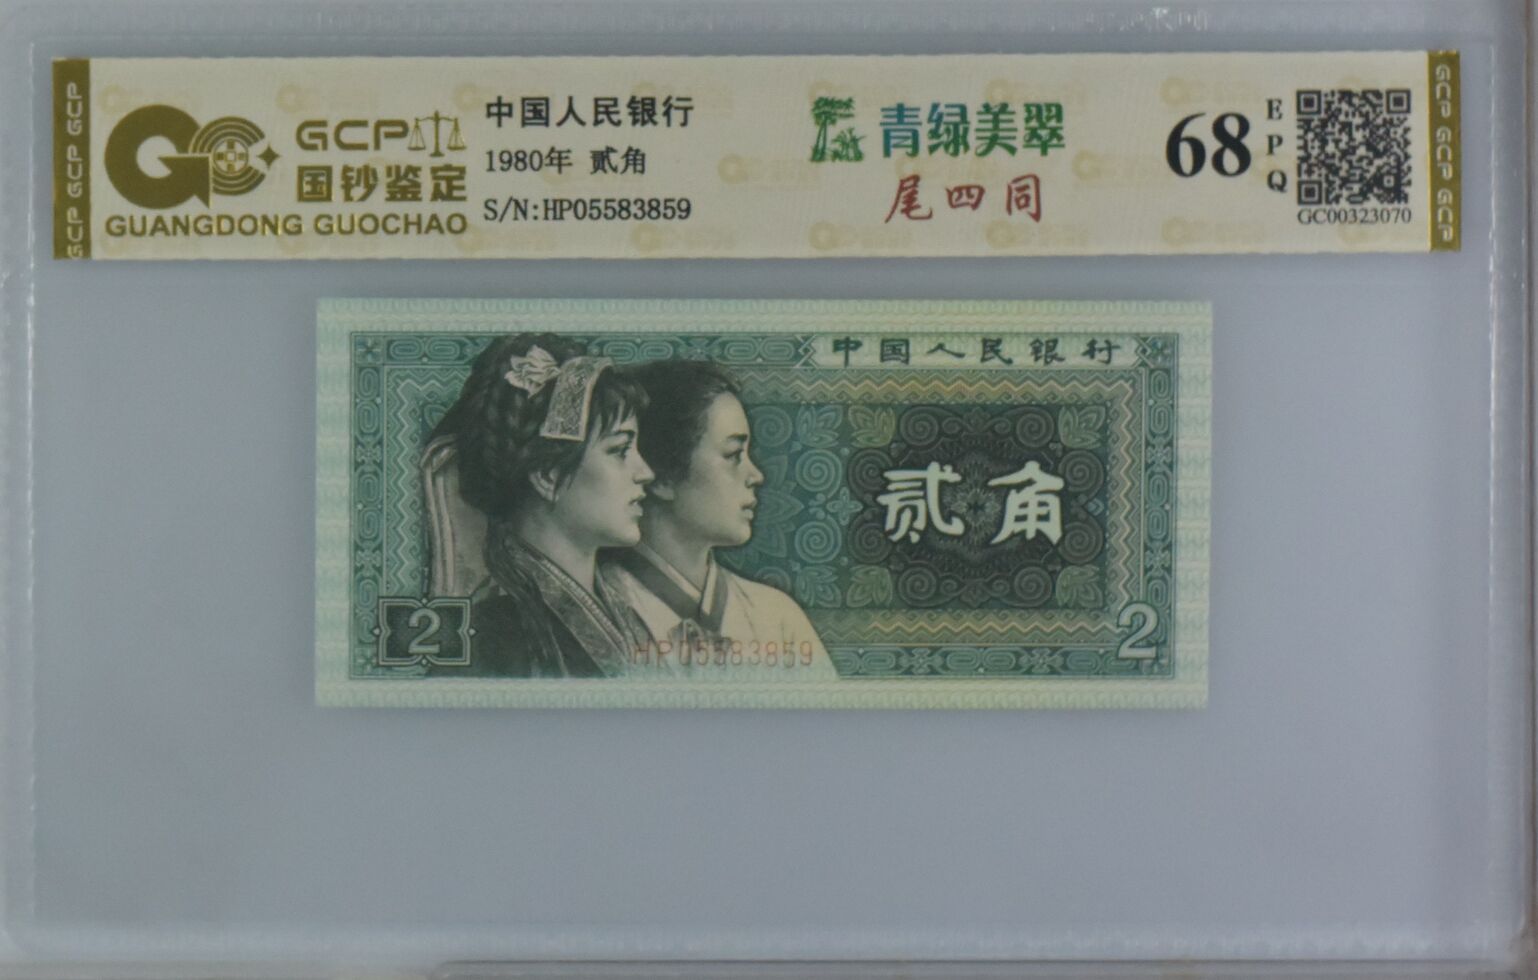 GCP GCP GCP
GCP
国钞鉴定
GUANGDONG GUOCHAO
中国人民银行
1980年 贰角
S/N:HP05583859
青绿美翠
尾四同
68
EPQ
GC00323070
GCP GCP GCP
中国人民银行
贰角
2
2
HP05583859